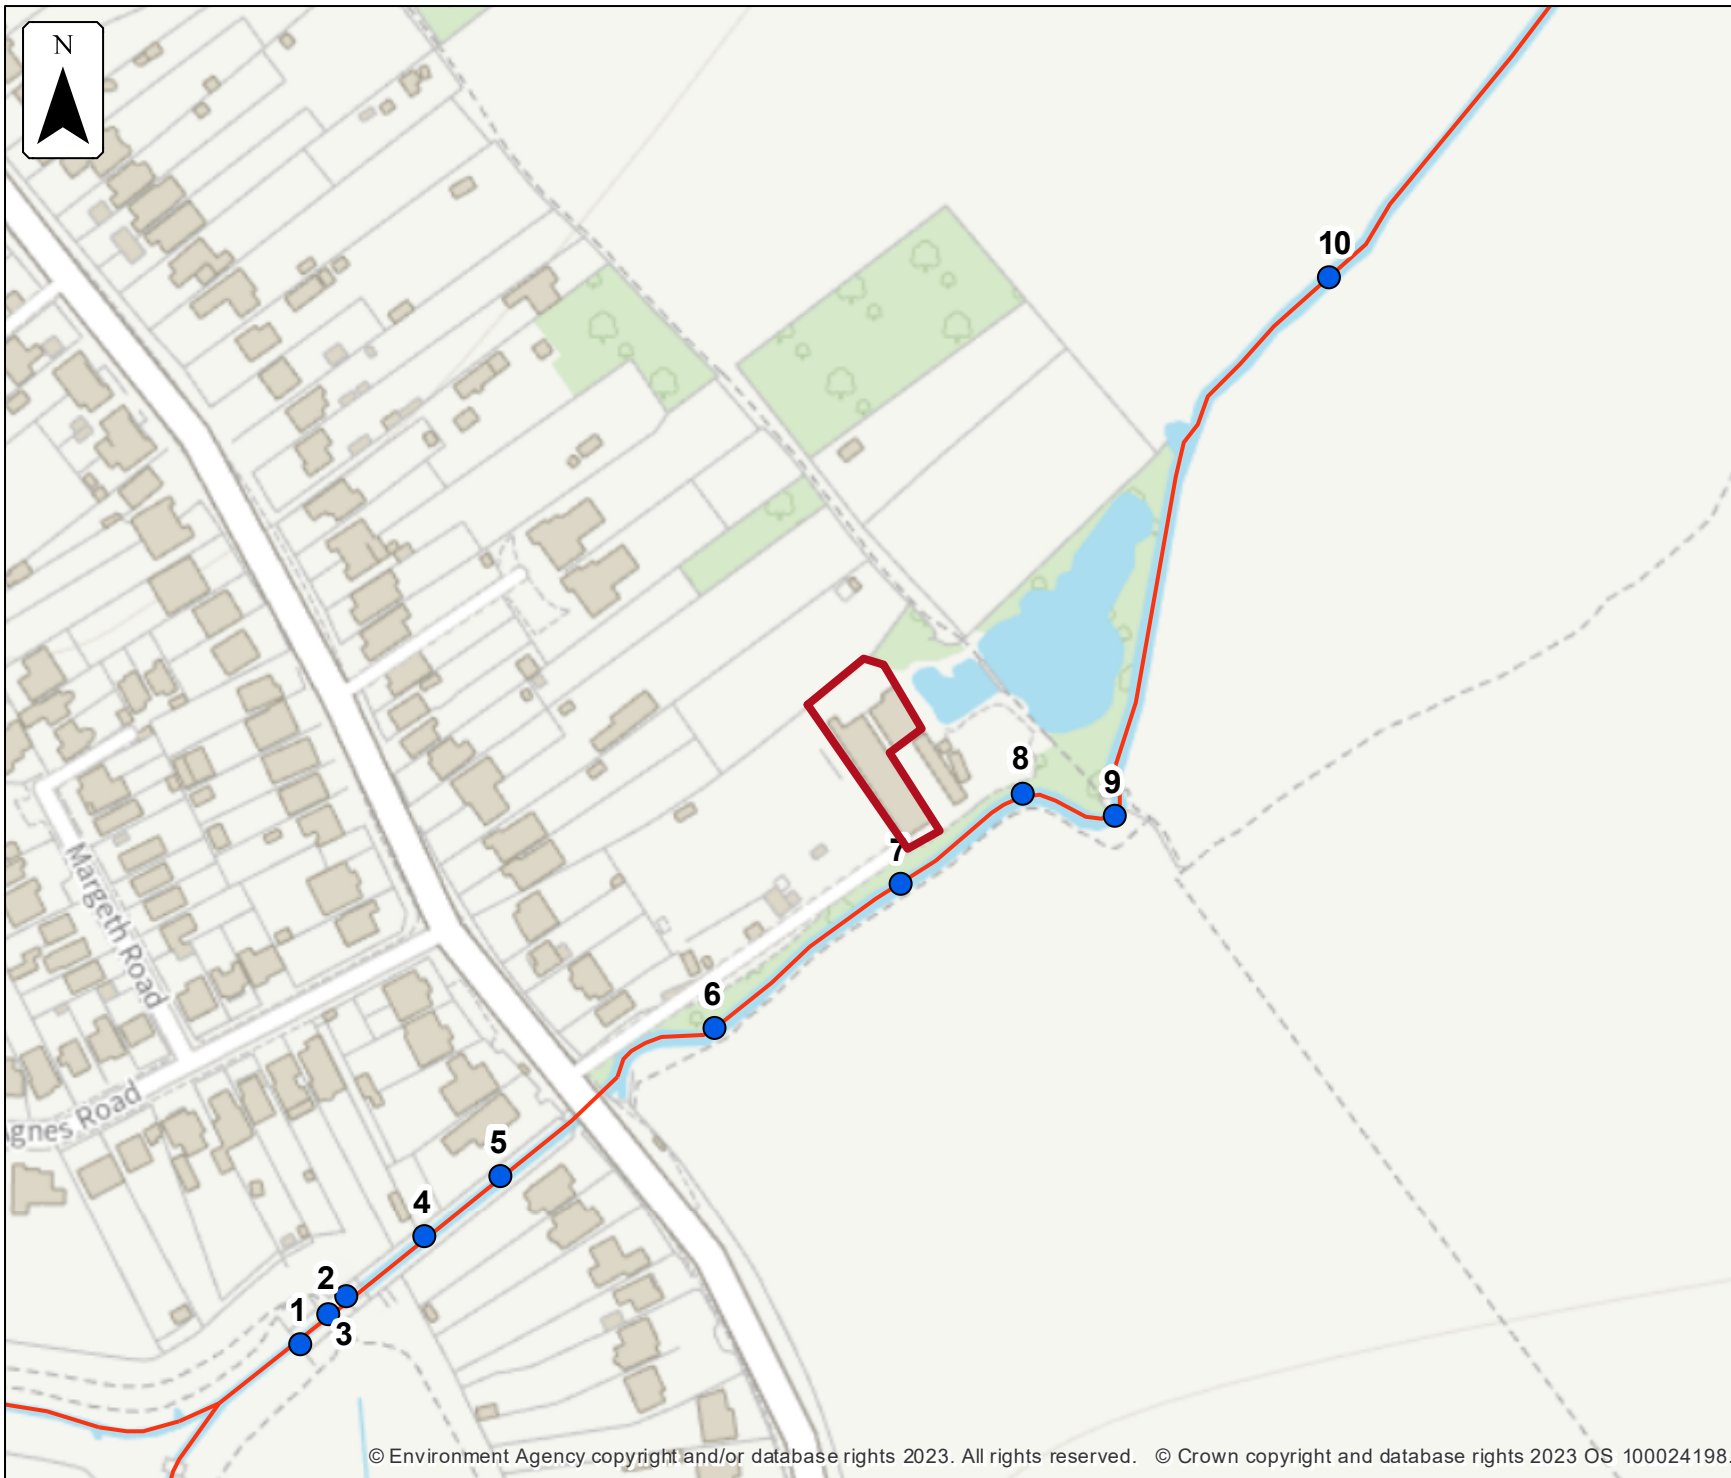 N
10
8
9
7
6
5
4
2
1
3
Margeth Road
gnes Road
© Environment Agency copyright and/or database rights 2023. All rights reserved. © Crown copyright and database rights 2023 OS 100024198.